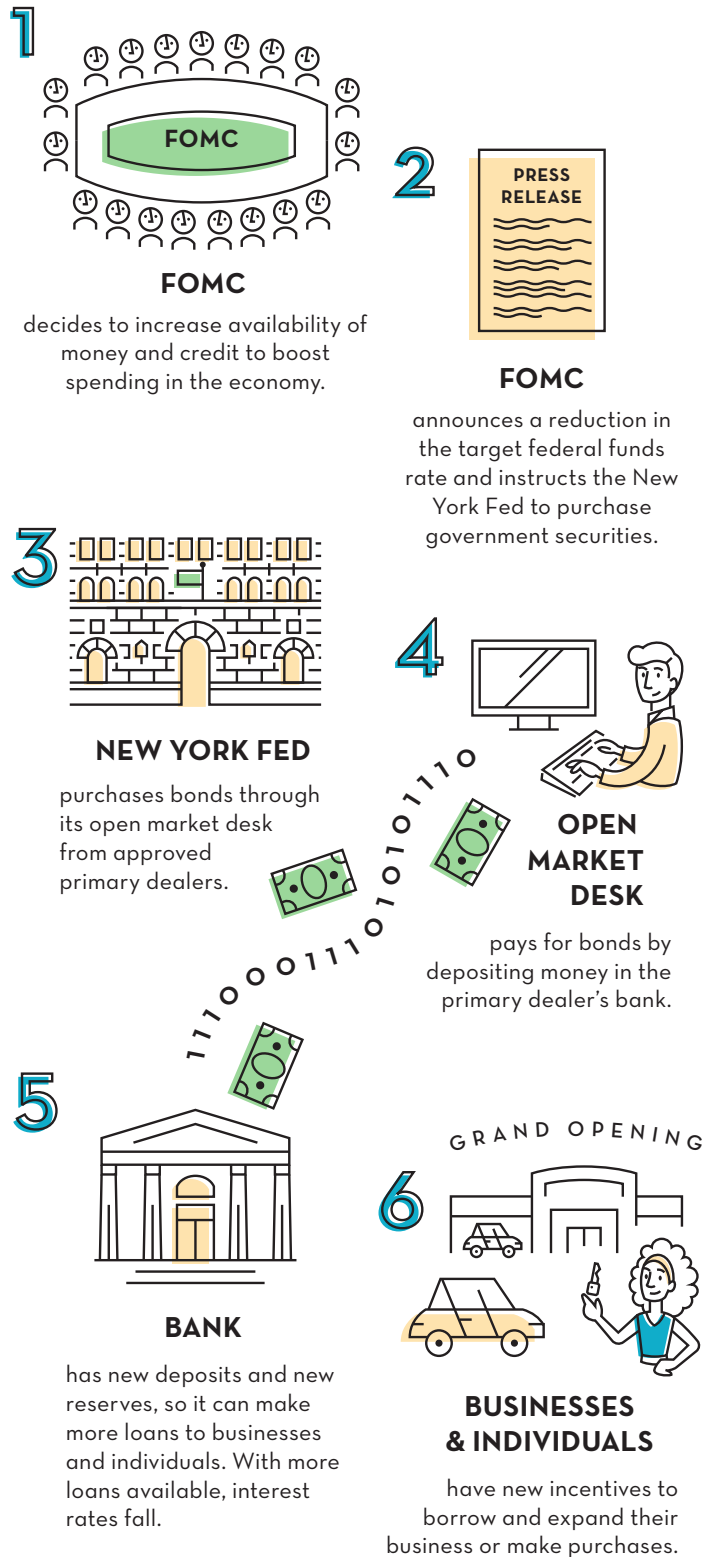 1
FOMC
FOMC
decides to increase availability of
money and credit to boost
spending in the economy.
2
PRESS
RELEASE
FOMC
announces a reduction in
the target federal funds
rate and instructs the New
York Fed to purchase
government securities.
3
NEW YORK FED
purchases bonds through
its open market desk
from approved
primary dealers.
4
OPEN
MARKET
DESK
pays for bonds by
depositing money in the
primary dealer's bank.
111000111010101110
5
BANK
has new deposits and new
reserves, so it can make
more loans to businesses
and individuals. With more
loans available, interest
rates fall.
6
GRAND OPENING
BUSINESSES
& INDIVIDUALS
have new incentives to
borrow and expand their
business or make purchases.